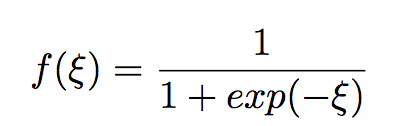 f(ξ) = 1 / (1 + exp(−ξ))